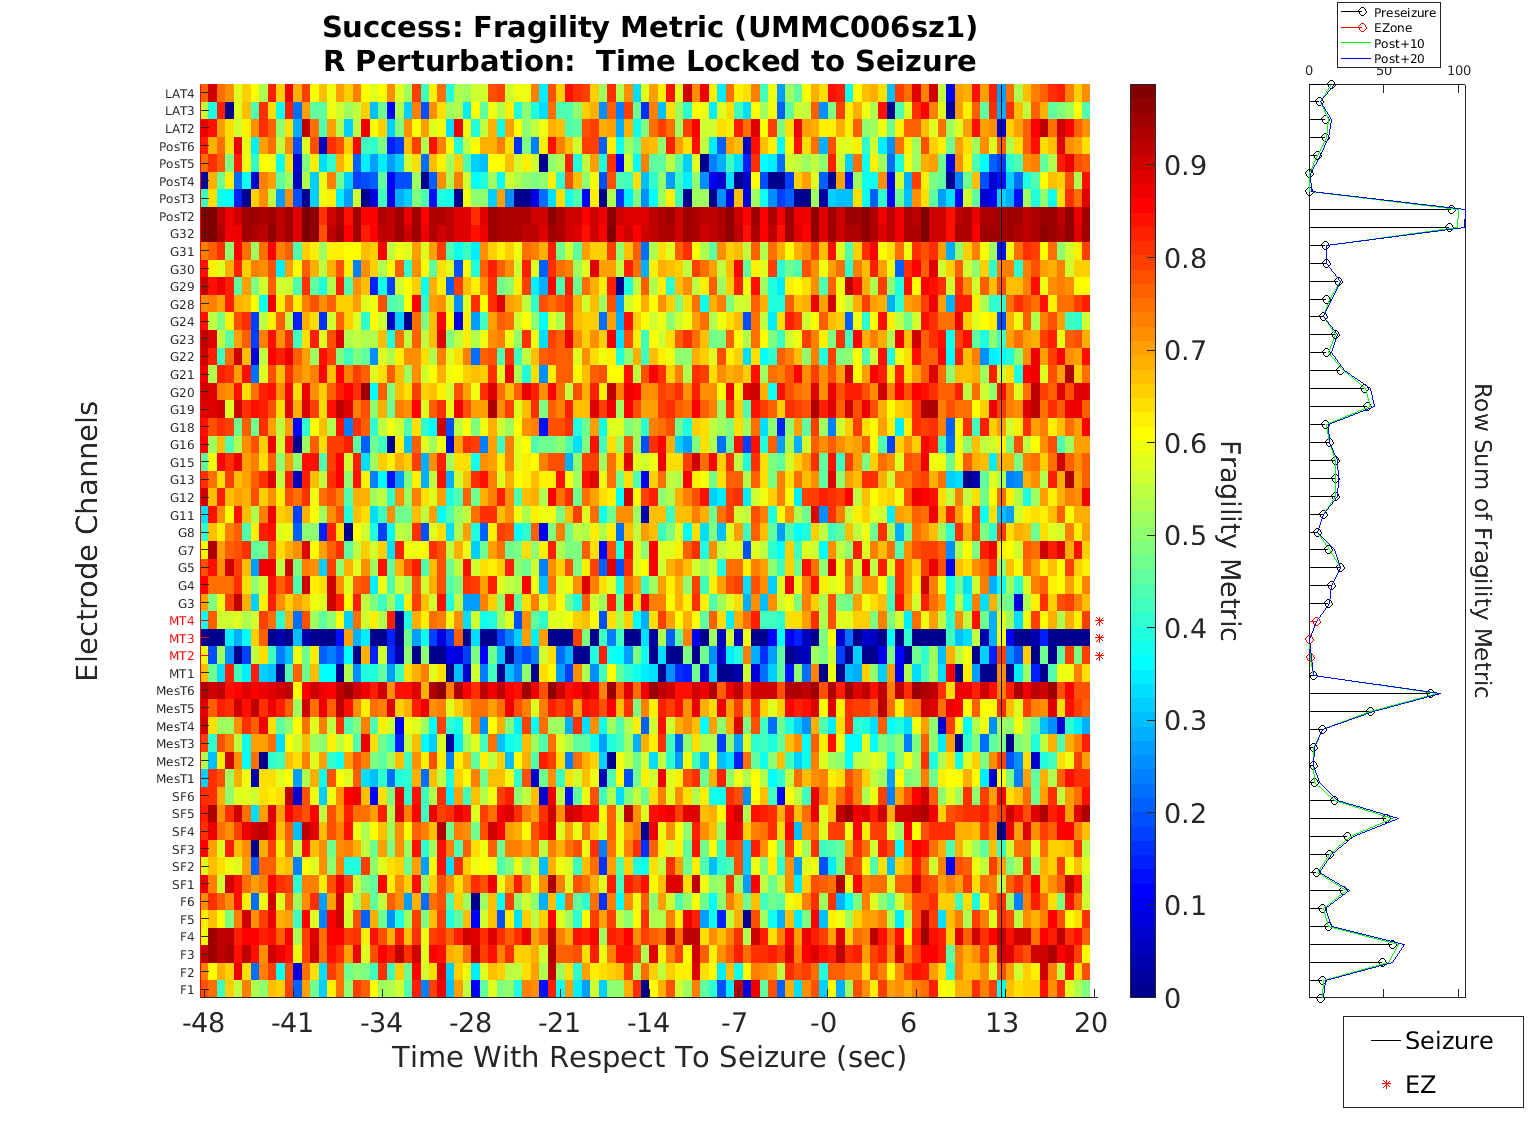 Success: Fragility Metric (UMMC006sz1)
R Perturbation:  Time Locked to Seizure
Electrode Channels
LAT4
LAT3
LAT2
PosT6
PosT5
PosT4
PosT3
PosT2
G32
G31
G30
G29
G28
G24
G23
G22
G21
G20
G19
G18
G16
G15
G13
G12
G11
G8
G7
G5
G4
G3
MT4
MT3
MT2
MT1
MesT6
MesT5
MesT4
MesT3
MesT2
MesT1
SF6
SF5
SF4
SF3
SF2
SF1
F6
F5
F4
F3
F2
F1
-48 -41 -34 -28 -21 -14 -7 -0 6 13 20
Time With Respect To Seizure (sec)
0.9
0.8
0.7
0.6
0.5
0.4
0.3
0.2
0.1
0
Fragility Metric
Preseizure
EZone
Post+10
Post+20
0 50 100
Row Sum of Fragility Metric
Seizure
EZ